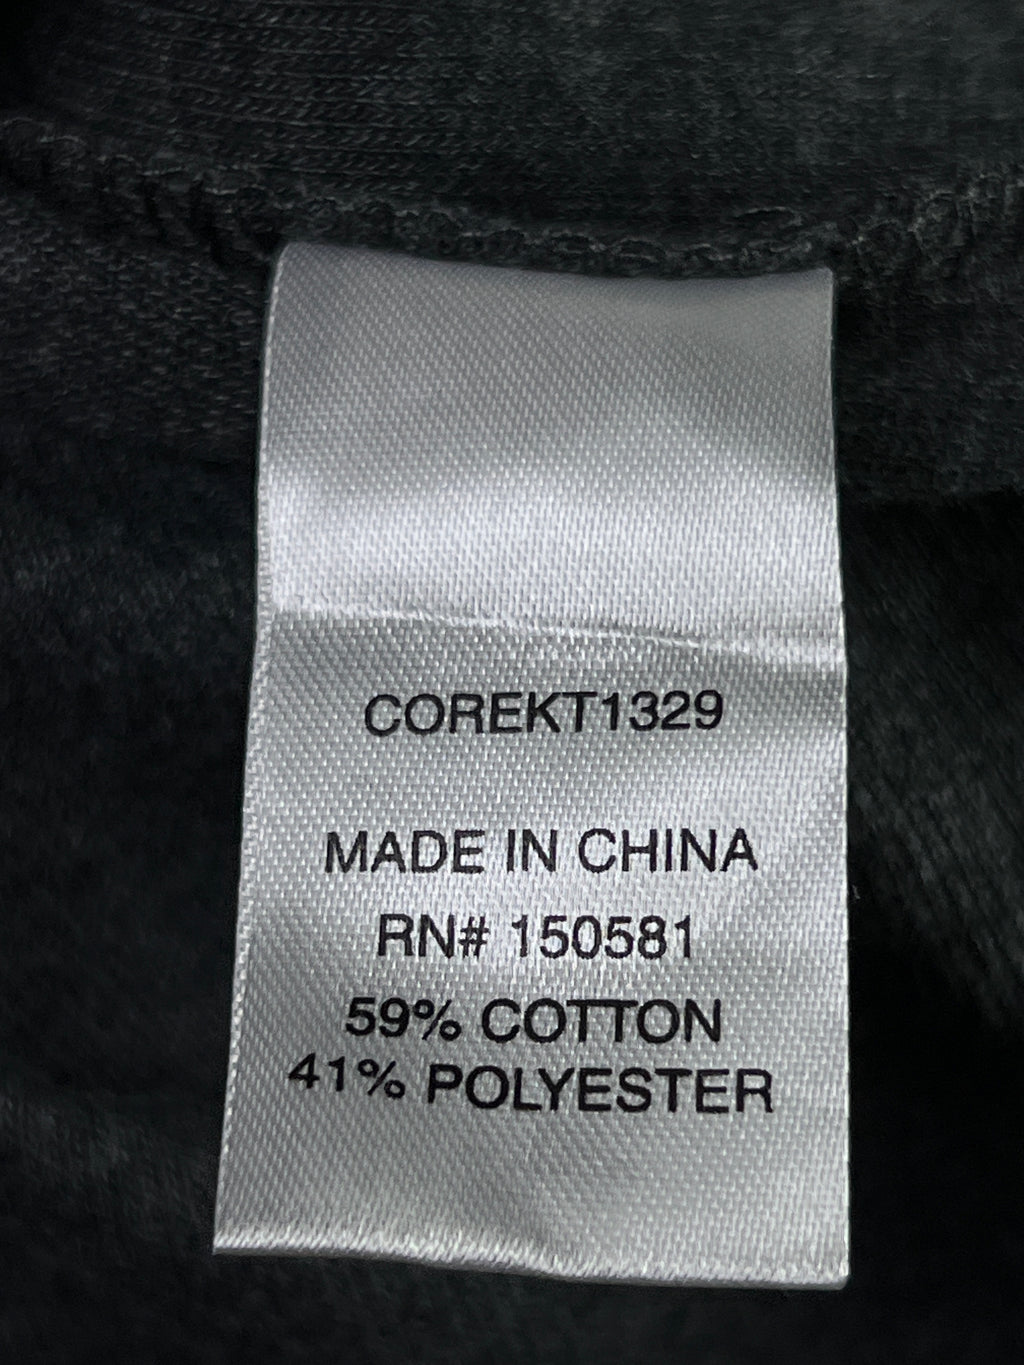 COREKT1329
MADE IN CHINA
RN# 150581
59% COTTON
41% POLYESTER